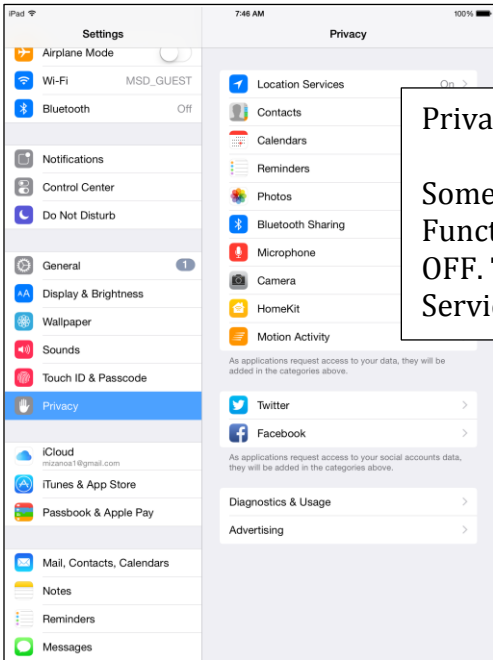 iPad
7:46 AM
100%
Settings
Airplane Mode
Wi-Fi MSD_GUEST
Bluetooth Off
Notifications
Control Center
Do Not Disturb
General 1
Display & Brightness
Wallpaper
Sounds
Touch ID & Passcode
Privacy
iCloud
mizanoa1@gmail.com
iTunes & App Store
Passbook & Apple Pay
Mail, Contacts, Calendars
Notes
Reminders
Messages
Privacy
Location Services On
Contacts
Calendars
Reminders
Photos
Bluetooth Sharing
Microphone
Camera
HomeKit
Motion Activity
As applications request access to your data, they will be
added in the categories above.
Twitter
Facebook
As applications request access to your social accounts data,
they will be added in the categories above.
Diagnostics & Usage
Advertising
Priva
Some
Funct
OFF.
Servi